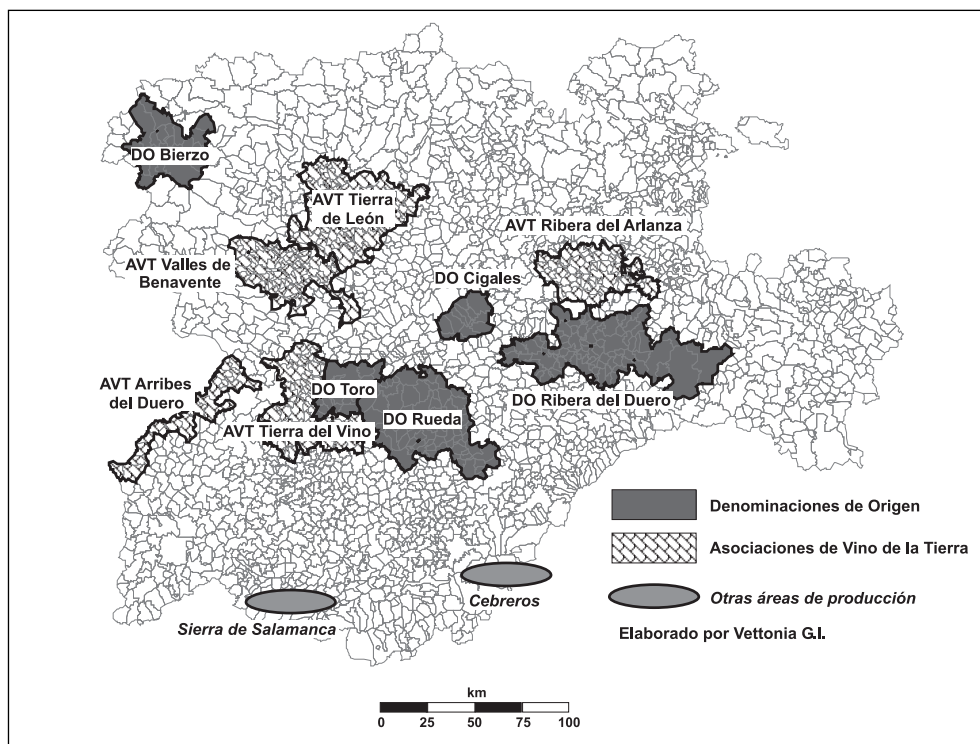 DO Bierzo
AVT Tierra
de León
AVT Ribera del Arlanza
AVT Valles de
Benavente
DO Cigales
AVT Arribes
del Duero
DO Toro
DO Ribera del Duero
AVT Tierra del Vino
DO Rueda
Denominaciones de Origen
Asociaciones de Vino de la Tierra
Cebreros
Otras áreas de producción
Sierra de Salamanca
Elaborado por Vettonia G.I.
km
0 25 50 75 100